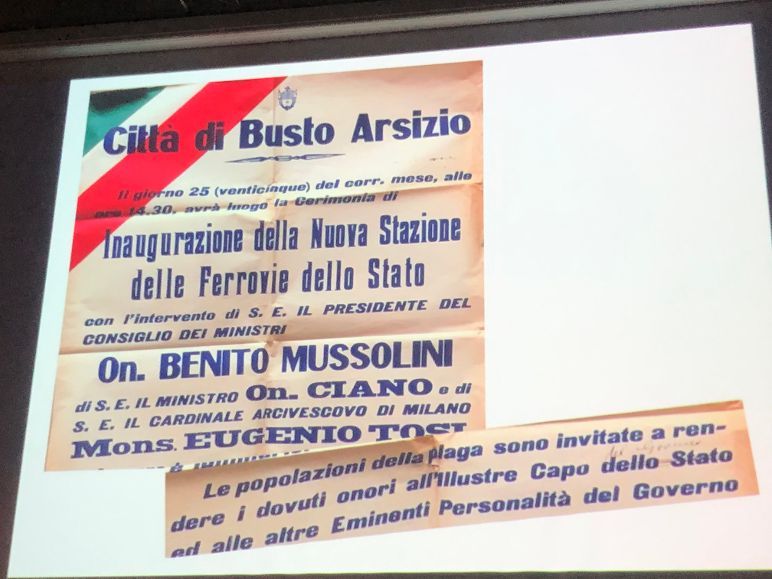 Città di Busto Arsizio
Il giorno 25 (venticinque) del corr. mese, alle
ore 14.30, avrà luogo la Cerimonia di
Inaugurazione della Nuova Stazione
delle Ferrovie dello Stato
con l'intervento di S. E. IL PRESIDENTE DEL
CONSIGLIO DEI MINISTRI
On. BENITO MUSSOLINI
di S. E. IL MINISTRO On. CIANO e di
S. E. IL CARDINALE ARCIVESCOVO DI MILANO
Mons. EUGENIO TOSI
Le popolazioni della plaga sono invitate a ren-
dere i dovuti onori all'Illustre Capo dello Stato
ed alle altre Eminenti Personalità del Governo